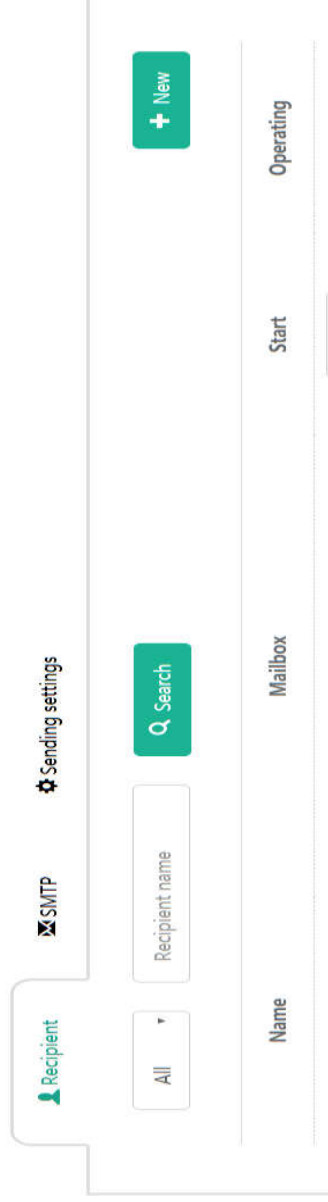 Recipient SMTP Sending settings
All Recipient name Search New
Name Mailbox Start Operating